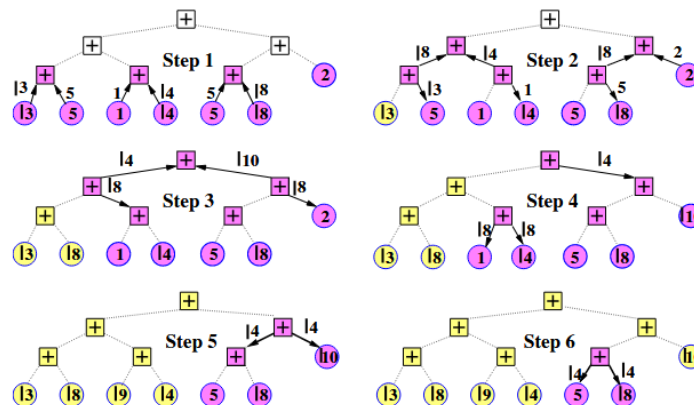 +
+ +
Step 1
+ + + 2
|3 5 1 |4 5 |8
|3 5 1 |4 5 |8
+
|8 + |4 |8 + 2
Step 2
+ + + 2
|3 1 5
|3 5 1 |4 5 |8
|4 + |10
+ |8 + |8
Step 3
+ + + 2
|3 |8 1 |4 5 |8
+ |4
+ +
Step 4
+ + +
|8 |8
|3 |8 1 |4 5 |8
+
+ |4 + |4
Step 5
+ + + |10
|3 |8 |9 |4 5 |8
+
+ +
Step 6
+ + +
|4 |4
|3 |8 |9 |4 5 |8